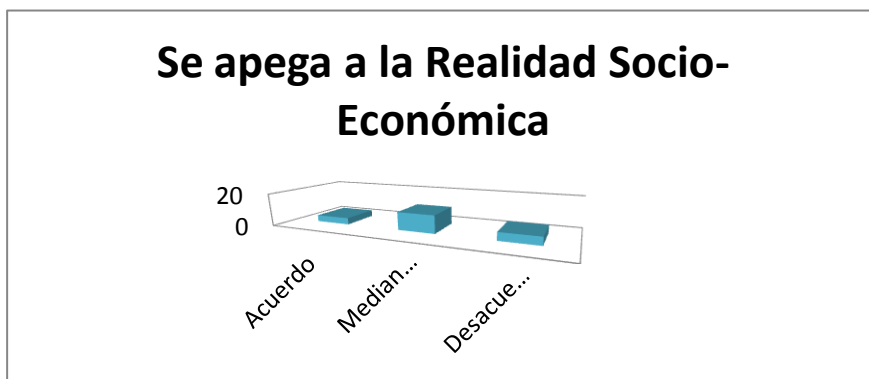 Se apega a la Realidad Socio-
Económica
20
0
Acuerdo
Median...
Desacue...